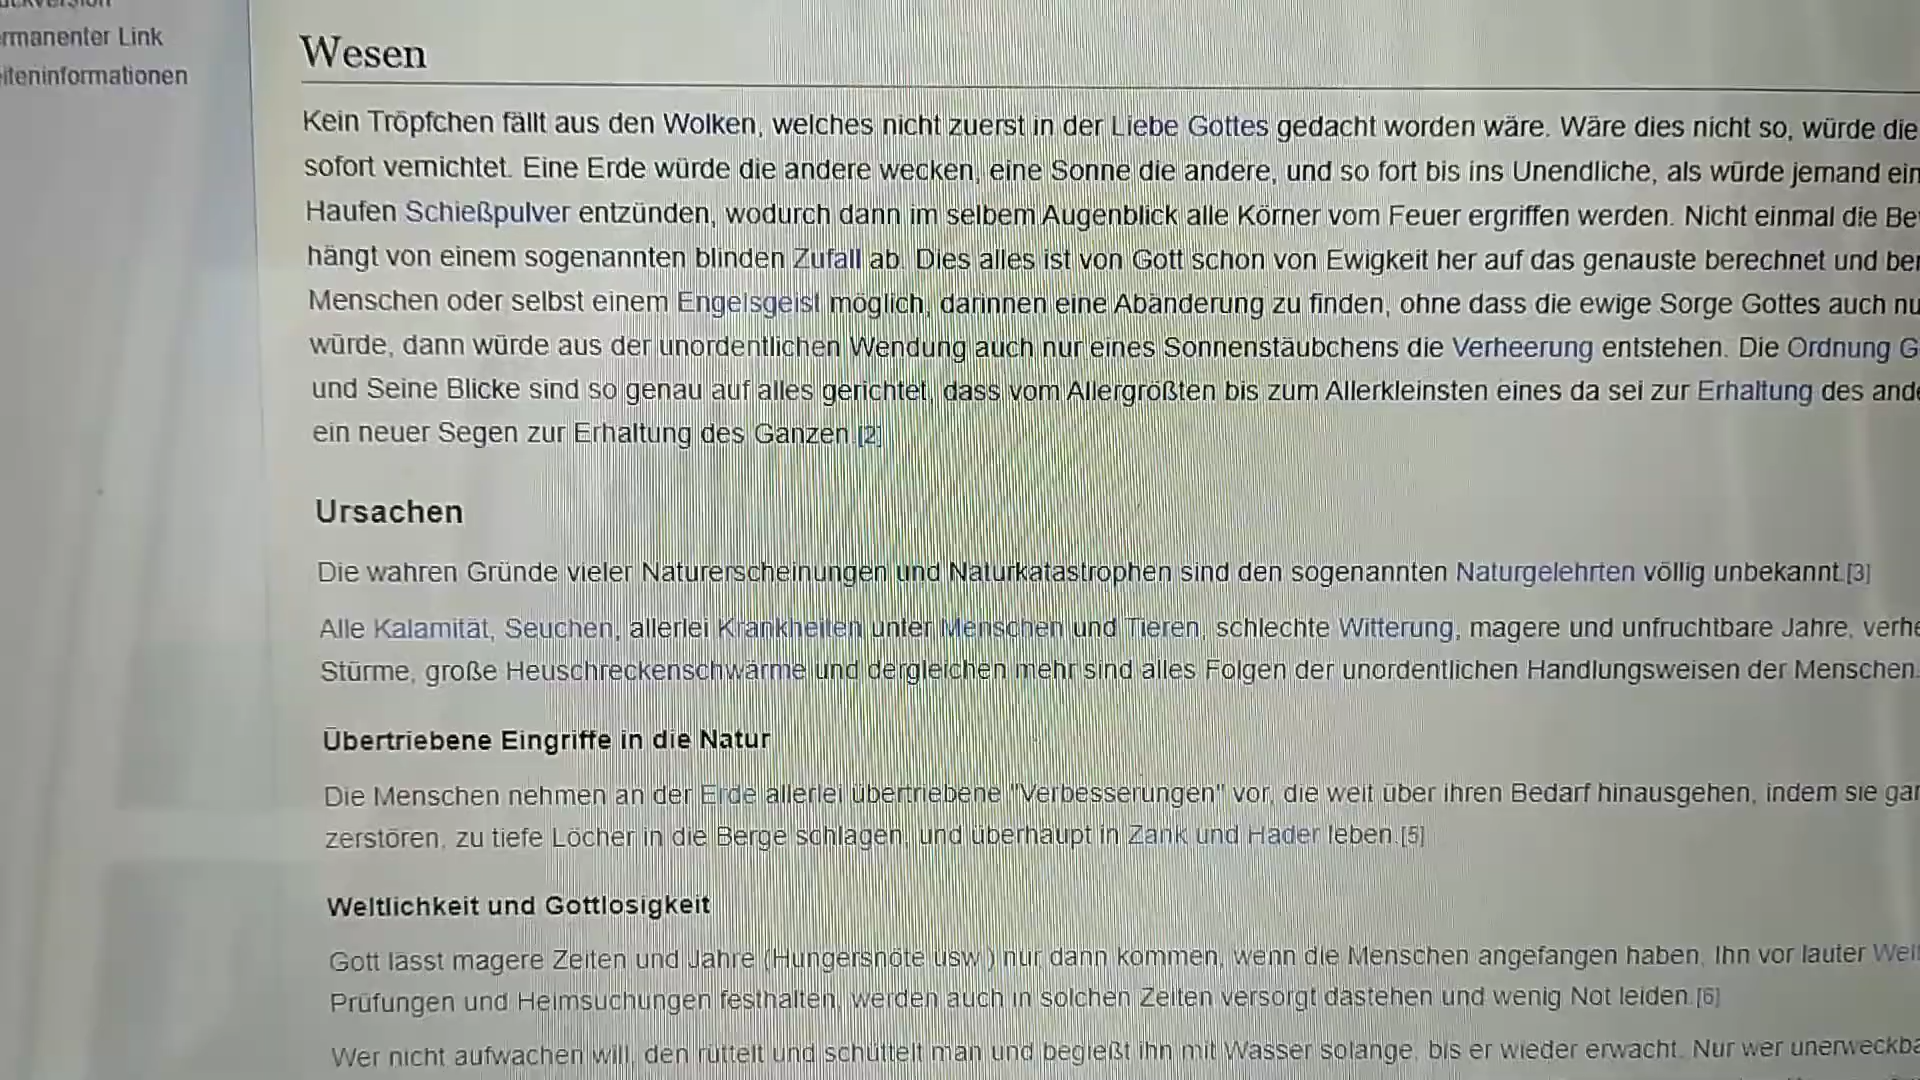 ermanenter Link
eiteninformationen
Wesen
Kein Tröpfchen fällt aus den Wolken, welches nicht zuerst in der Liebe Gottes gedacht worden wäre. Wäre dies nicht so, würde die
sofort vernichtet. Eine Erde würde die andere wecken, eine Sonne die andere, und so fort bis ins Unendliche, als würde jemand ein
Haufen Schießpulver entzünden, wodurch dann im selbem Augenblick alle Körner vom Feuer ergriffen werden. Nicht einmal die
hängt von einem sogenannten blinden Zufall ab. Dies alles ist von Gott schon von Ewigkeit her auf das genauste berechnet und
Menschen oder selbst einem Engelsgeist möglich, darinnen eine Abänderung zu finden, ohne dass die ewige Sorge Gottes auch nu
würde, dann würde aus der unordentlichen Wendung auch nur eines Sonnenstäubchens die Verheerung entstehen. Die Ordnung G
und Seine Blicke sind so genau auf alles gerichtet, dass vom Allergrößten bis zum Allerkleinsten eines da sei zur Erhaltung des ande
ein neuer Segen zur Erhaltung des Ganzen.[2]
Ursachen
Die wahren Gründe vieler Naturerscheinungen und Naturkatastrophen sind den sogenannten Naturgelehrten völlig unbekannt.[3]
Alle Kalamität, Seuchen, allerlei Krankheiten unter Menschen und Tieren, schlechte Witterung, magere und unfruchtbare Jahre, verhe
Stürme, große Heuschreckenschwärme und dergleichen mehr sind alles Folgen der unordentlichen Handlungsweisen der Menschen.
Übertriebene Eingriffe in die Natur
Die Menschen nehmen an der Erde allerlei übertriebene "Verbesserungen" vor, die weit über ihren Bedarf hinausgehen, indem sie gan
zerstören, zu tiefe Löcher in die Berge schlagen, und überhaupt in Zank und Hader leben.[5]
Weltlichkeit und Gottlosigkeit
Gott lässt magere Zeiten und Jahre (Hungersnöte usw.) nur dann kommen, wenn die Menschen angefangen haben, Ihn vor lauter Welt
Prüfungen und Heimsuchungen festhalten, werden auch in solchen Zeiten versorgt dastehen und wenig Not leiden.[6]
Wer nicht aufwachen will, den rüttelt und schüttelt man und begießt ihn mit Wasser solange, bis er wieder erwacht. Nur wer unerweckba